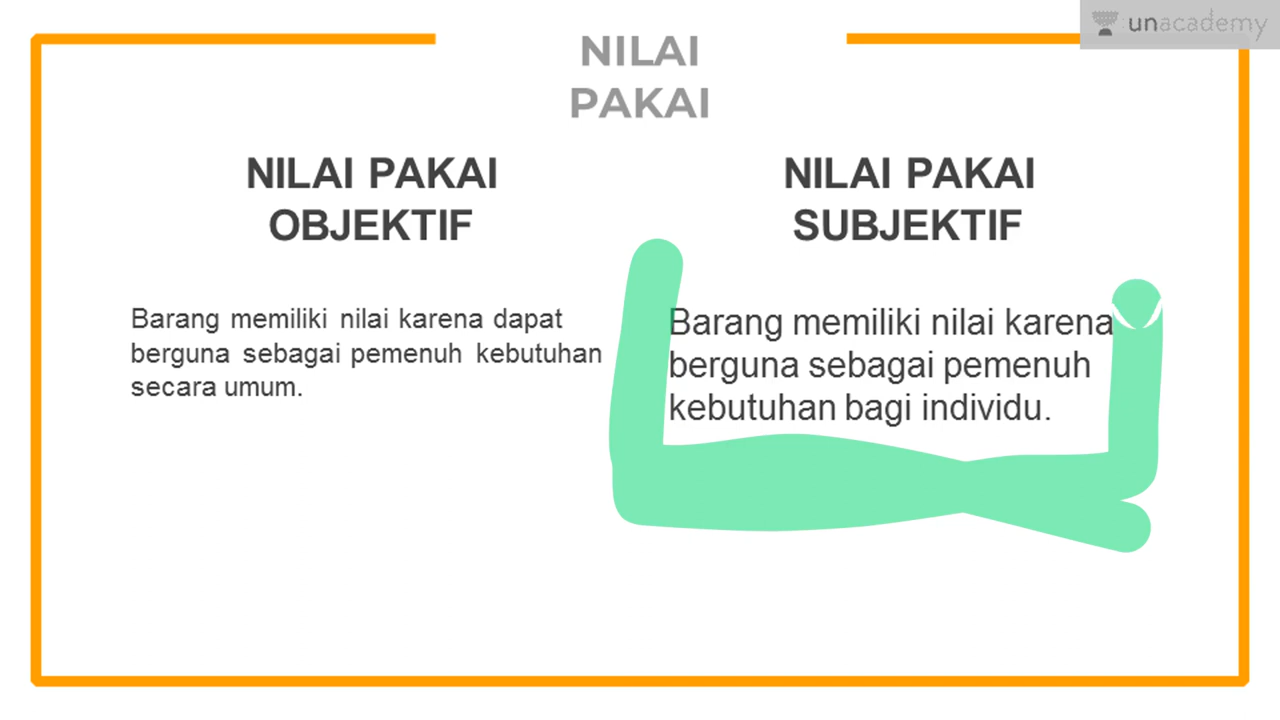 unacademy
NILAI
PAKAI
NILAI PAKAI
OBJEKTIF
Barang memiliki nilai karena dapat
berguna sebagai pemenuh kebutuhan
secara umum.
NILAI PAKAI
SUBJEKTIF
Barang memiliki nilai karena
berguna sebagai pemenuh
kebutuhan bagi individu.